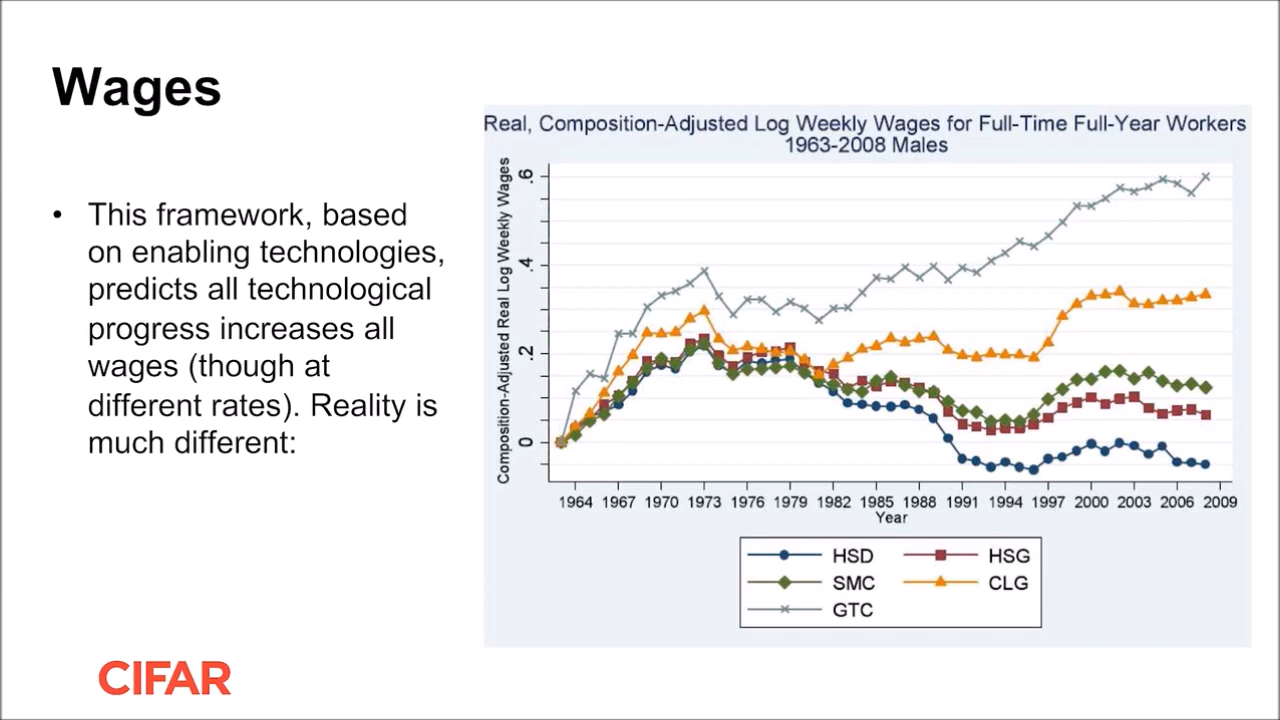 Wages
• This framework, based
on enabling technologies,
predicts all technological
progress increases all
wages (though at
different rates). Reality is
much different:
Real, Composition-Adjusted Log Weekly Wages for Full-Time Full-Year Workers
1963-2008 Males
Composition-Adjusted Real Log Weekly Wages
.6
.4
.2
0
1964 1967 1970 1973 1976 1979 1982 1985 1988 1991 1994 1997 2000 2003 2006 2009
Year
HSD HSG
SMC CLG
GTC
CIFAR